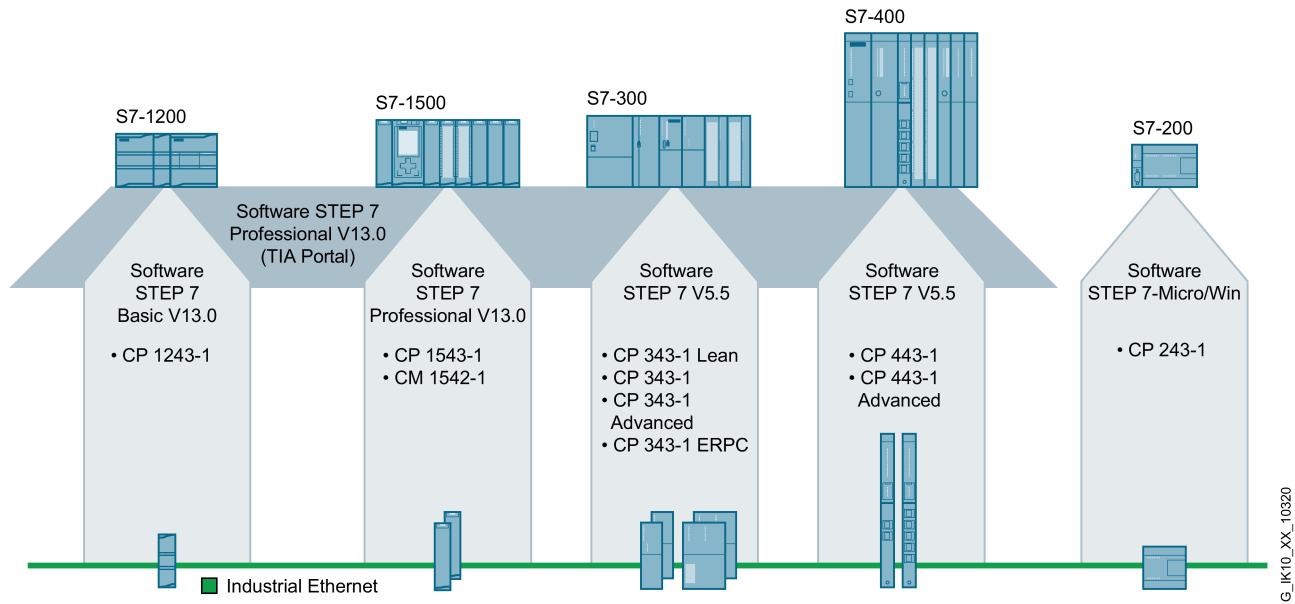 S7-1200
S7-1500
S7-300
S7-400
S7-200
Software STEP 7
Professional V13.0
(TIA Portal)
Software
STEP 7
Basic V13.0
• CP 1243-1
Software
STEP 7
Professional V13.0
• CP 1543-1
• CM 1542-1
Software
STEP 7 V5.5
• CP 343-1 Lean
• CP 343-1
• CP 343-1
Advanced
• CP 343-1 ERPC
Software
STEP 7 V5.5
• CP 443-1
• CP 443-1
Advanced
Software
STEP 7-Micro/Win
• CP 243-1
Industrial Ethernet
G_IK10_XX_10320